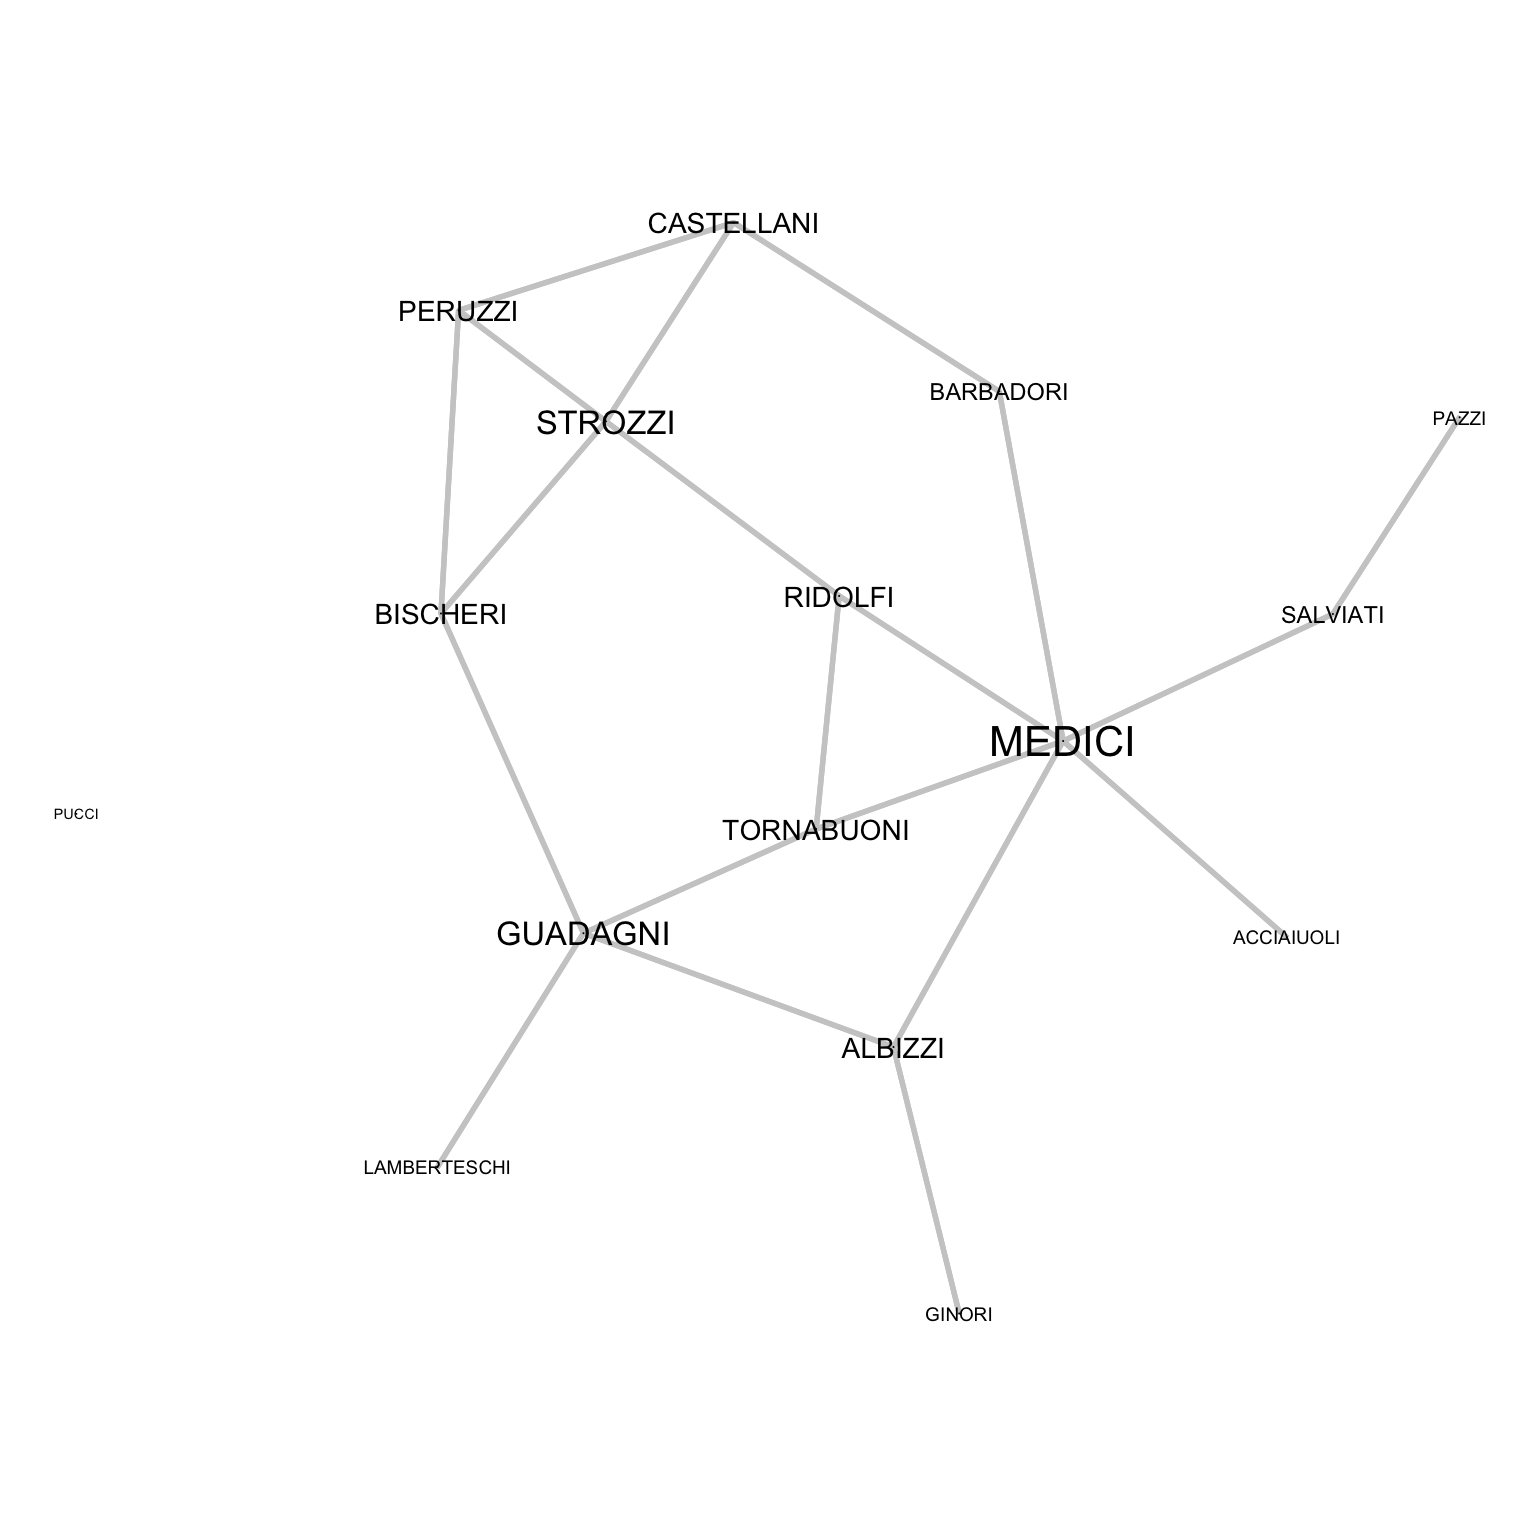 CASTELLANI
PERUZZI
BARBADORI
PAZZI
STROZZI
RIDOLFI
BISCHERI
SALVIATI
MEDICI
PUCCI
TORNABUONI
GUADAGNI
ACCIAIUOLI
ALBIZZI
LAMBERTESCHI
GINORI